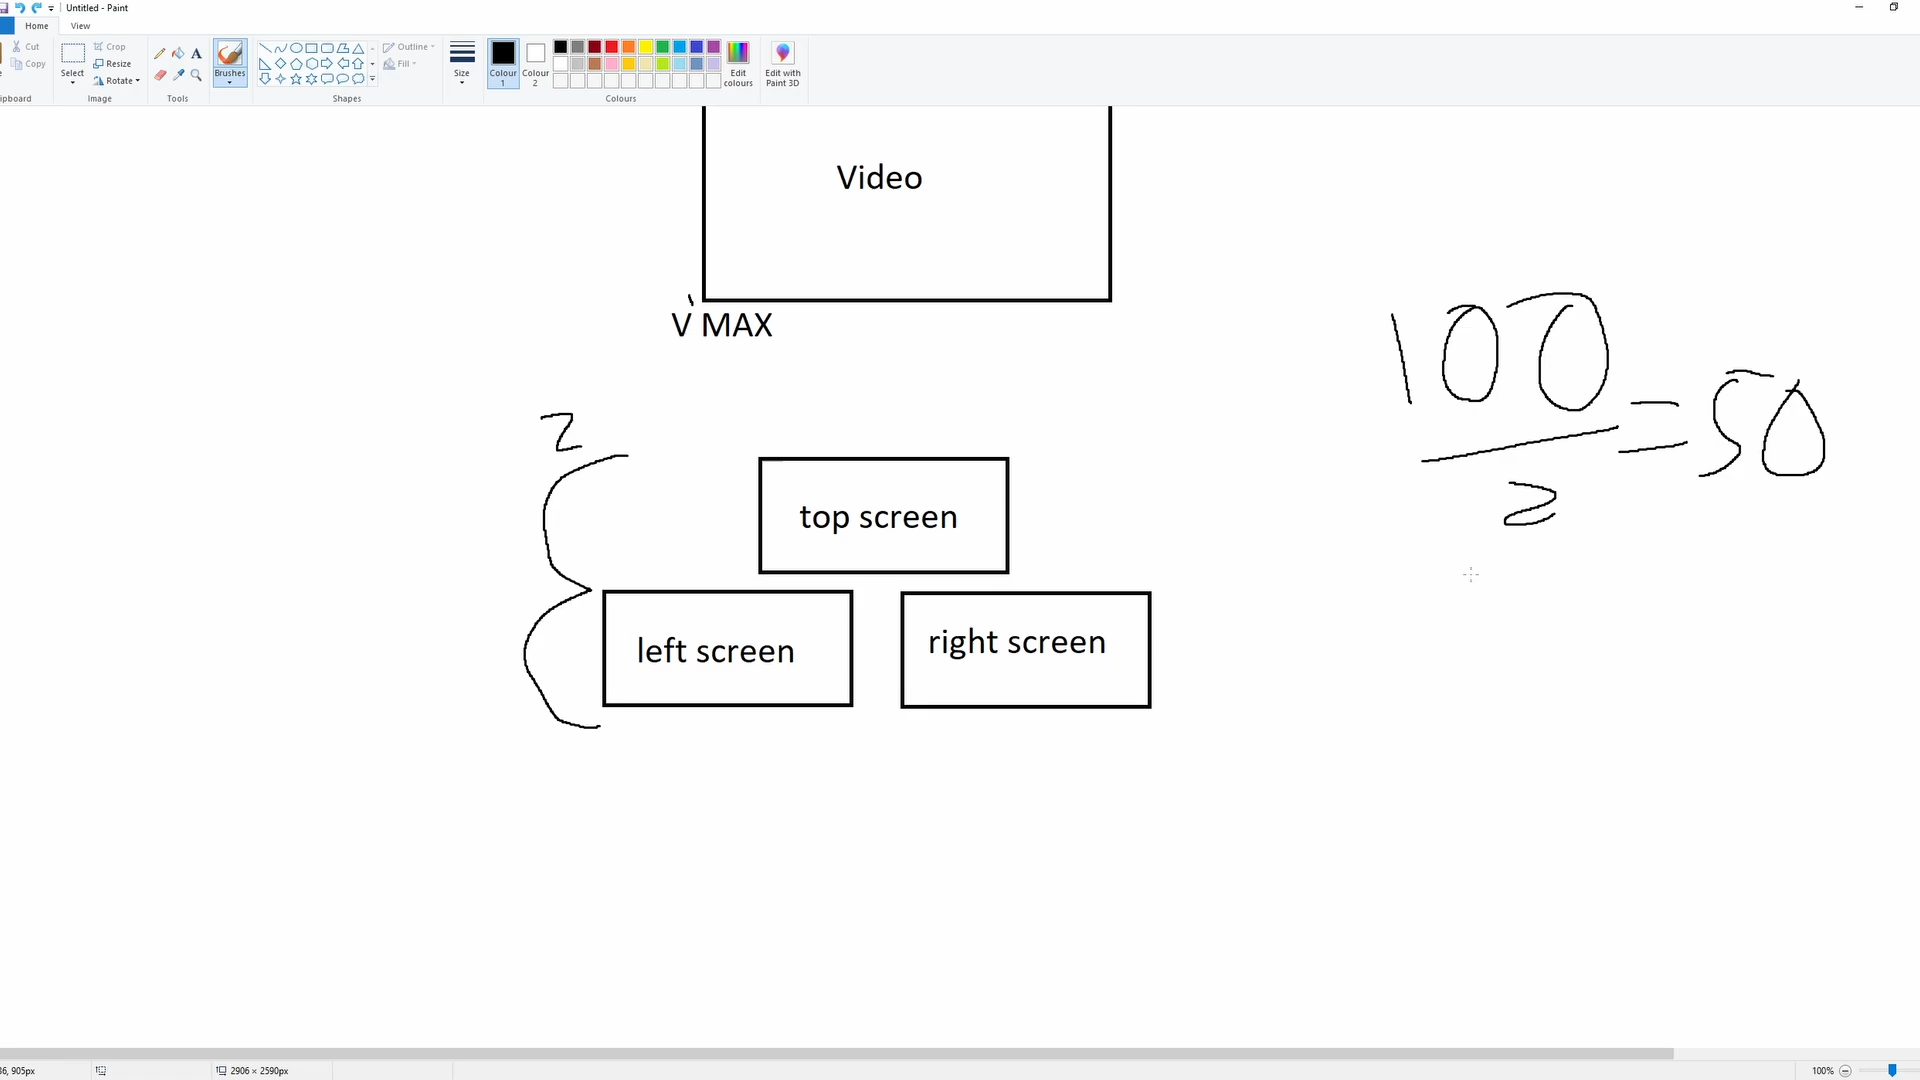 Untitled - Paint
Home View
Cut
Copy
Select
Crop
Resize
Rotate
A
Brushes
Outline
Fill
Size
Colour 1
Colour 2
Edit colours
Edit with Paint 3D
Image
Tools
Shapes
Colours
Video
V MAX
100
2
= 50
2
top screen
left screen
right screen
2906 × 2590px
100%